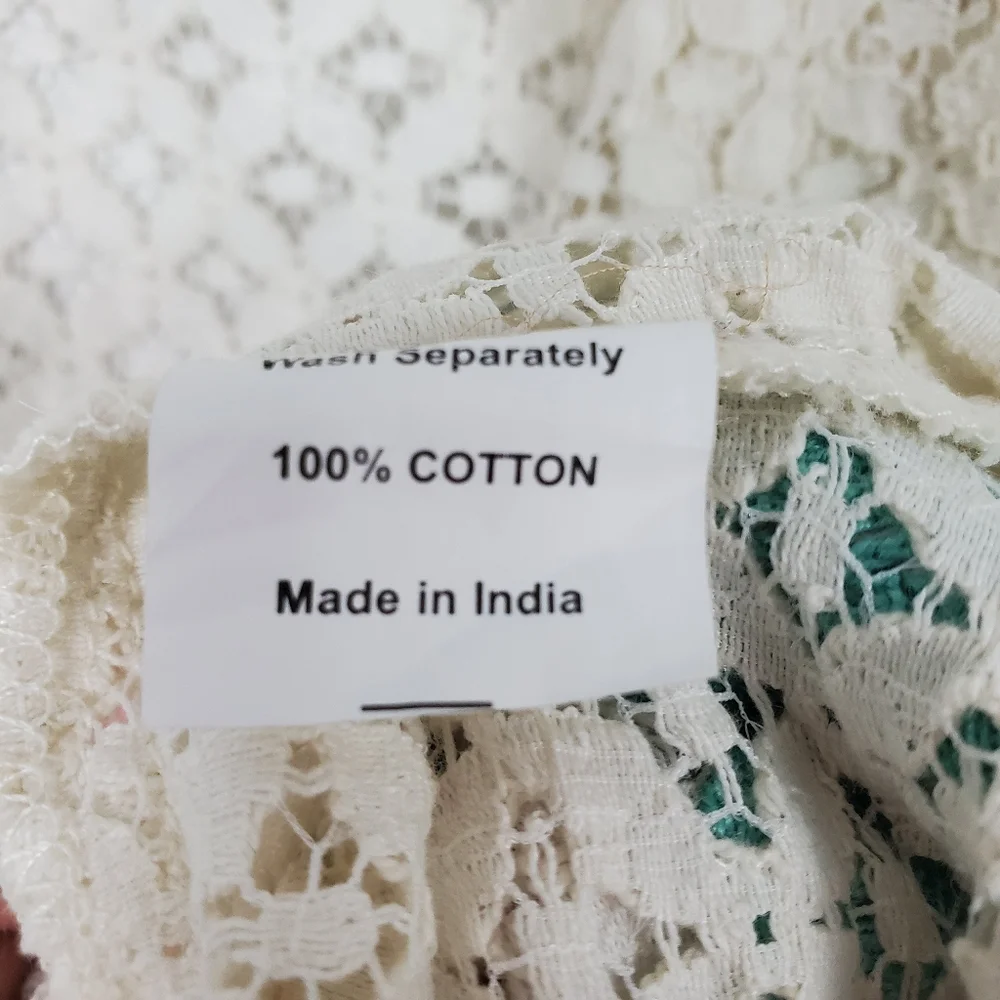 Wash Separately
100% COTTON
Made in India